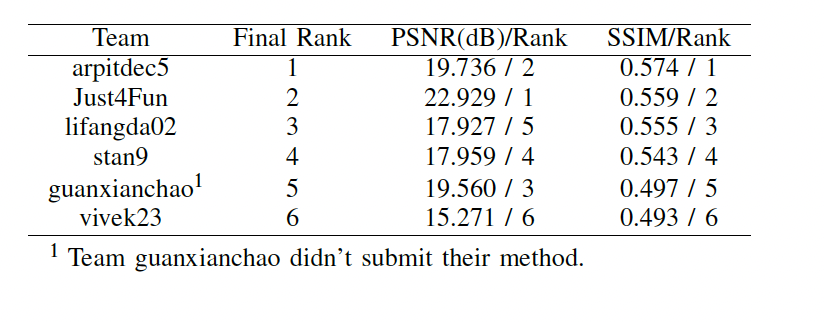 Team Final Rank PSNR(dB)/Rank SSIM/Rank
arpitdec5 1 19.736 / 2 0.574 / 1
Just4Fun 2 22.929 / 1 0.559 / 2
lifangda02 3 17.927 / 5 0.555 / 3
stan9 4 17.959 / 4 0.543 / 4
guanxianchao¹ 5 19.560 / 3 0.497 / 5
vivek23 6 15.271 / 6 0.493 / 6
¹ Team guanxianchao didn't submit their method.